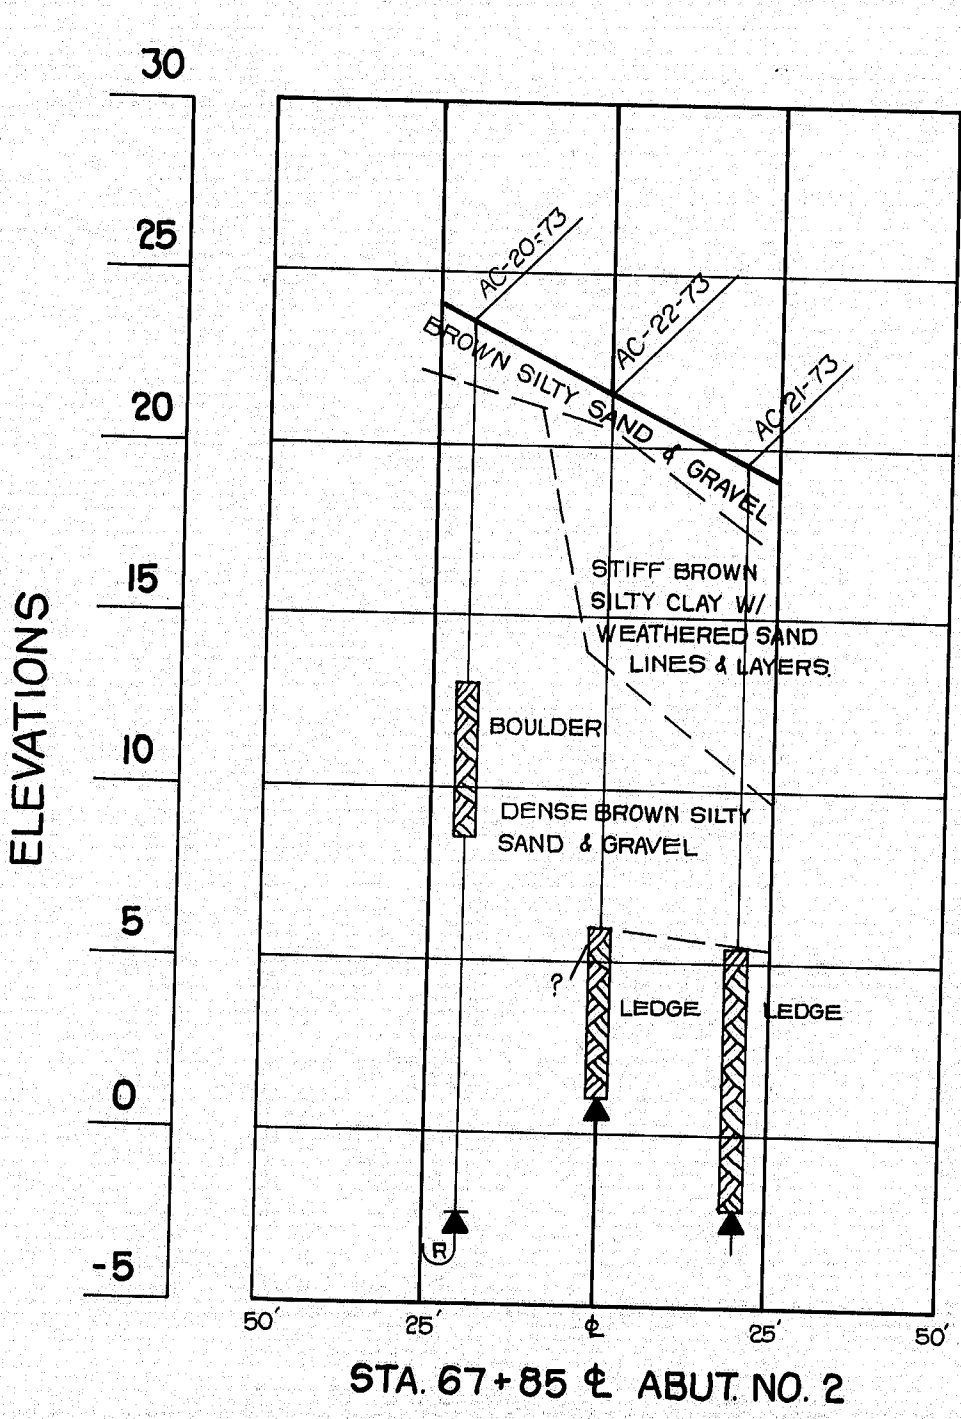 30
25
20
15
10
5
0
-5
ELEVATIONS
AC-20-73
AC-22-73
AC-21-73
BROWN SILTY SAND & GRAVEL
STIFF BROWN
SILTY CLAY W/
WEATHERED SAND
LINES & LAYERS.
BOULDER
DENSE BROWN SILTY
SAND & GRAVEL
?
LEDGE
LEDGE
R
50'
25'
℄
25'
50'
STA. 67+85 ℄ ABUT. NO. 2